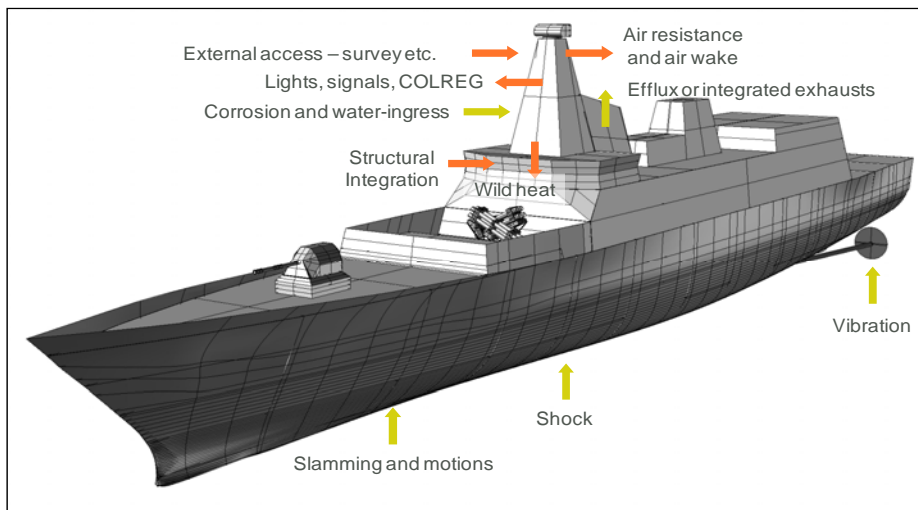 External access – survey etc.
Air resistance
and air wake
Lights, signals, COLREG
Efflux or integrated exhausts
Corrosion and water-ingress
Structural
Integration
Wild heat
Vibration
Shock
Slamming and motions